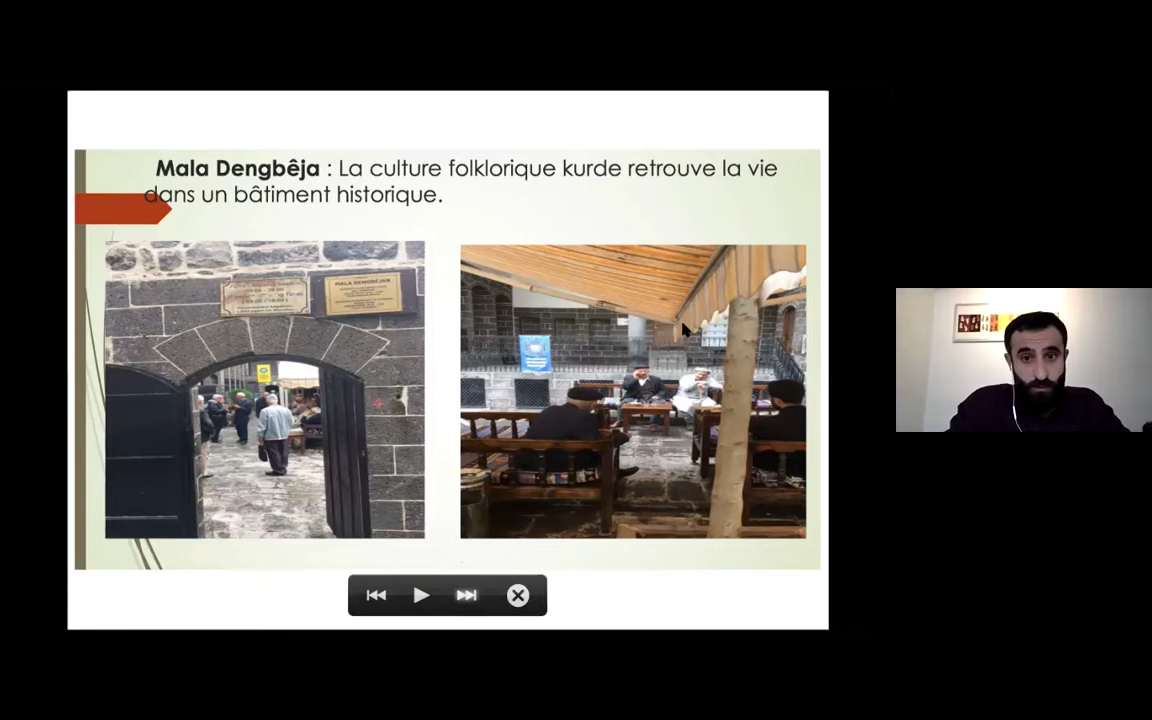 Mala Dengbêja : La culture folklorique kurde retrouve la vie
dans un bâtiment historique.
MALA DENGBÊJAN